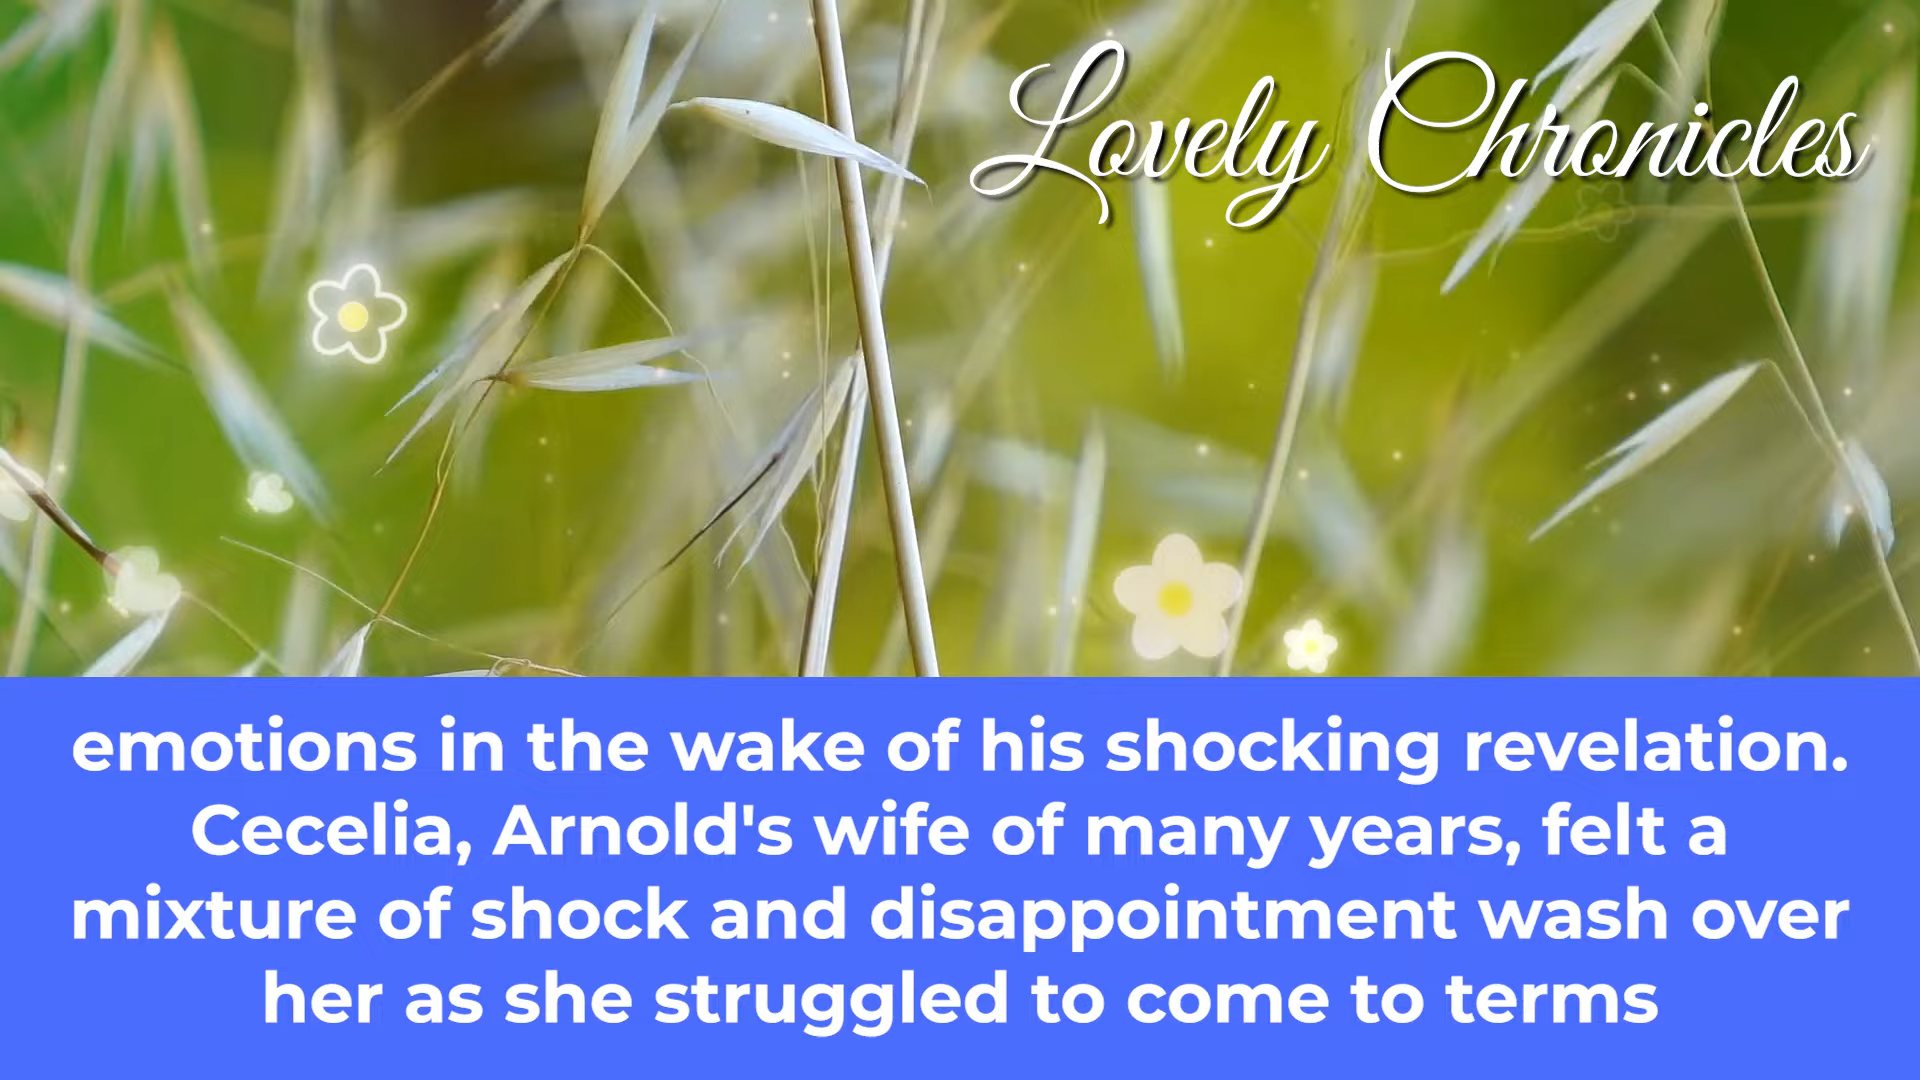 Lovely Chronicles
emotions in the wake of his shocking revelation.
Cecelia, Arnold's wife of many years, felt a
mixture of shock and disappointment wash over
her as she struggled to come to terms